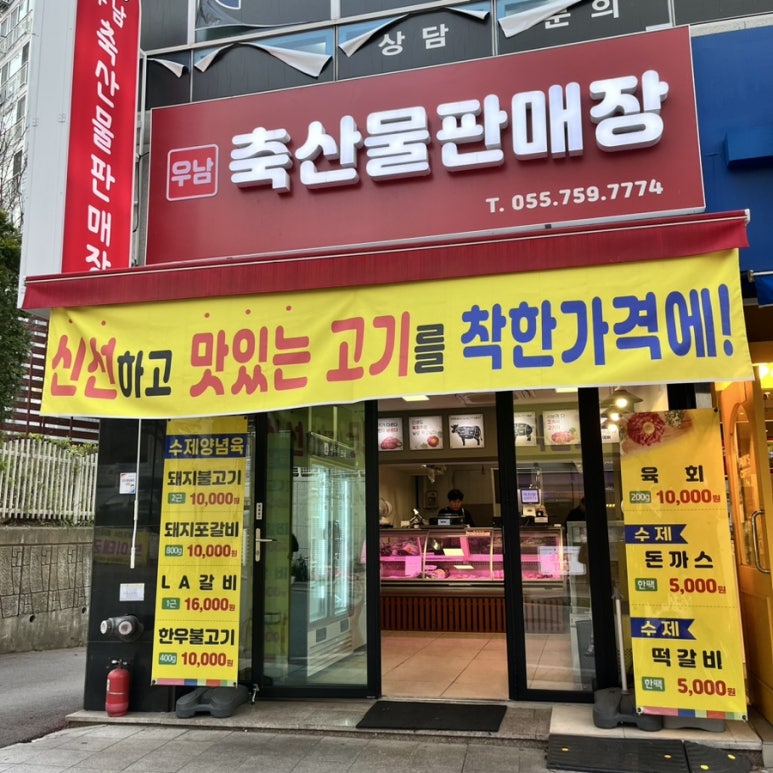 상담 문의
우남 축산물판매장
T. 055.759.7774
축산물판매장
신선하고 맛있는 고기를 착한가격에!
수제양념육
돼지불고기
2근 10,000원
돼지포갈비
800g 10,000원
LA갈비
1근 16,000원
한우불고기
400g 10,000원
육회
200g 10,000원
수제
돈까스
한팩 5,000원
수제
떡갈비
한팩 5,000원